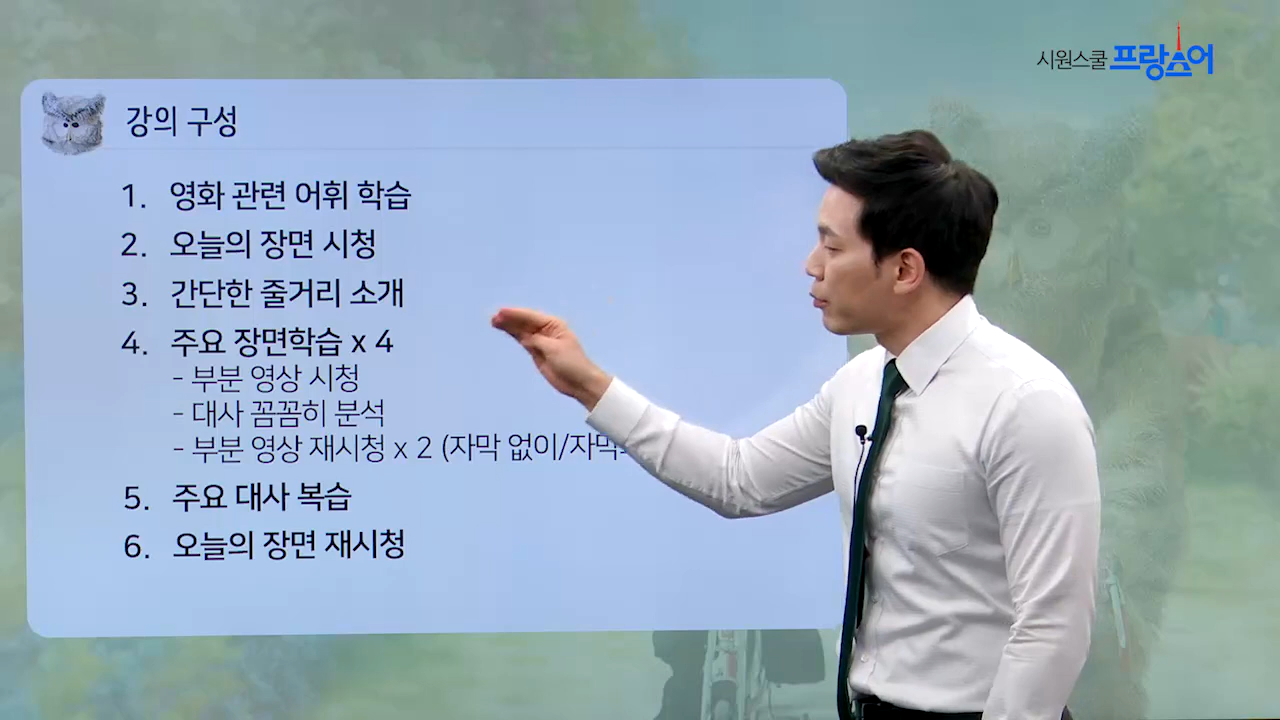 시원스쿨 프랑스어
강의 구성
1. 영화 관련 어휘 학습
2. 오늘의 장면 시청
3. 간단한 줄거리 소개
4. 주요 장면학습 x 4
- 부분 영상 시청
- 대사 꼼꼼히 분석
- 부분 영상 재시청 x 2 (자막 없이/자막
5. 주요 대사 복습
6. 오늘의 장면 재시청